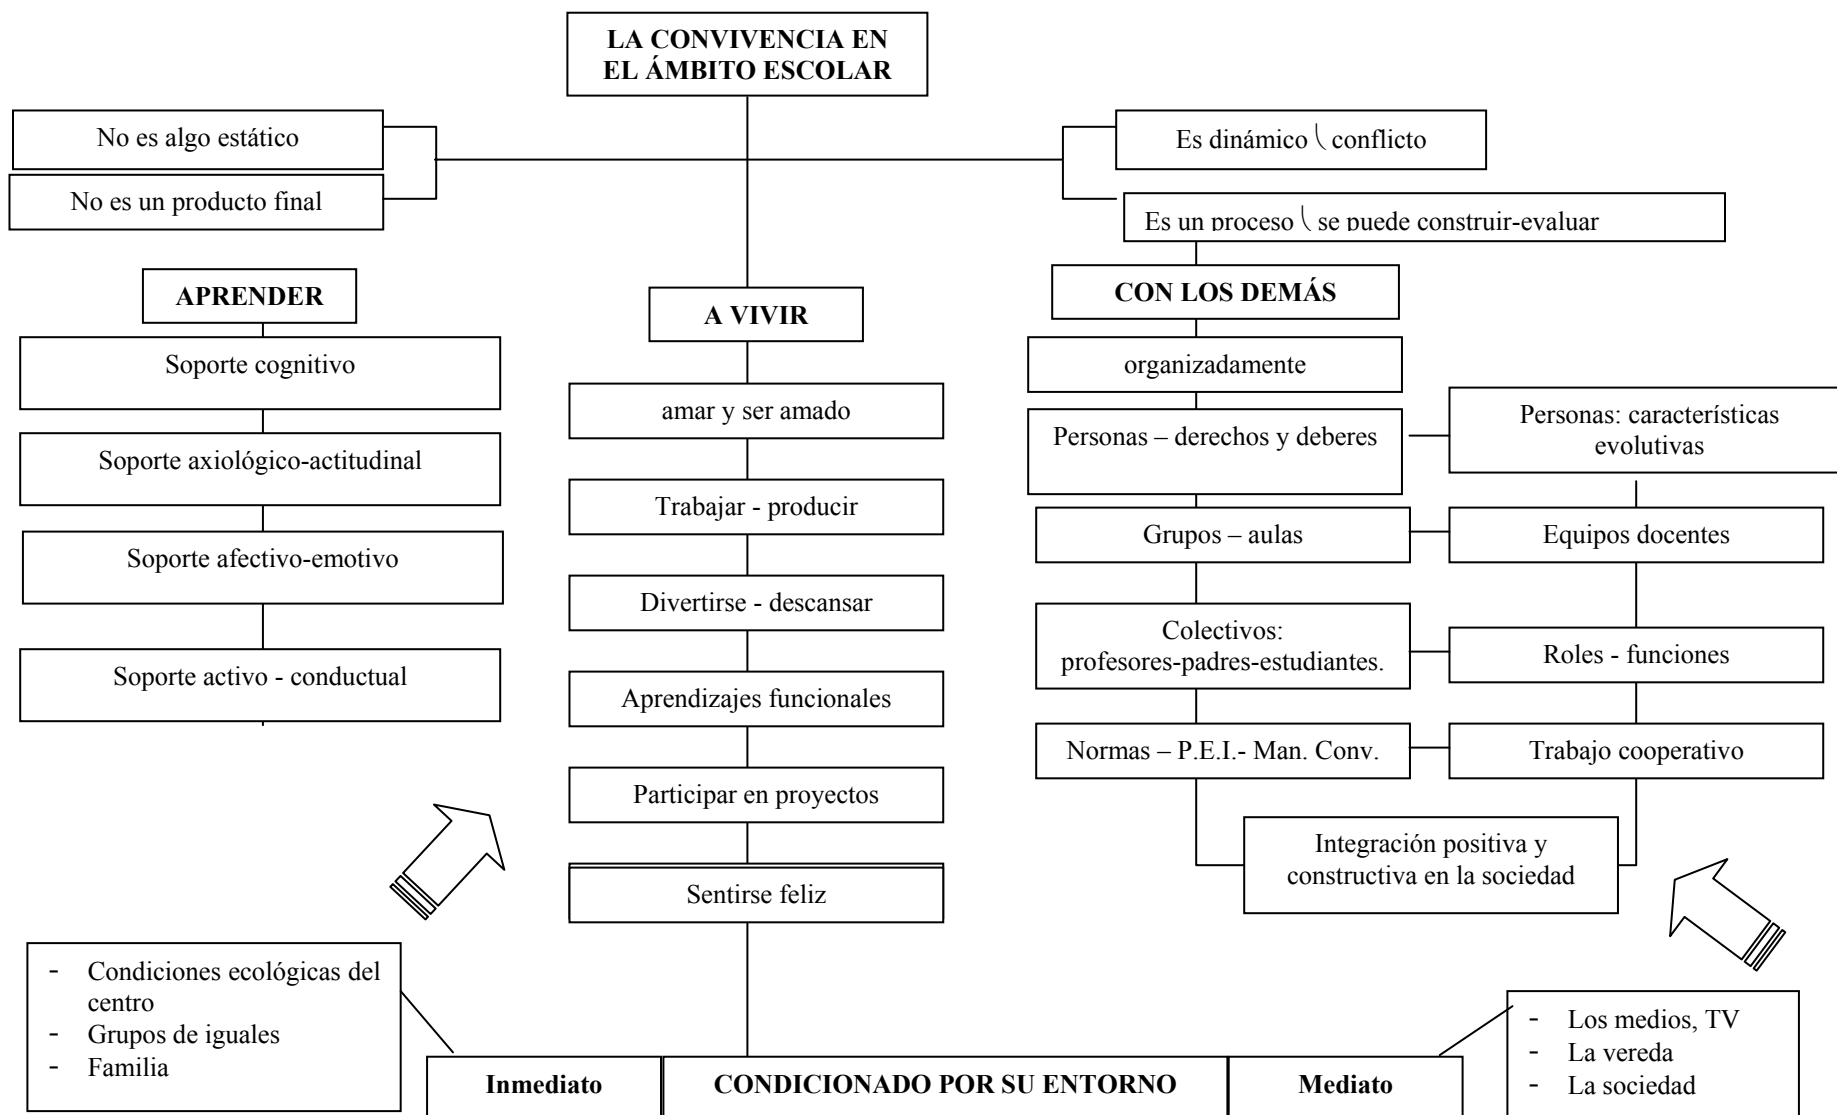 LA CONVIVENCIA EN
EL ÁMBITO ESCOLAR
No es algo estático
No es un producto final
Es dinámico \ conflicto
Es un proceso \ se puede construir-evaluar
APRENDER
Soporte cognitivo
Soporte axiológico-actitudinal
Soporte afectivo-emotivo
Soporte activo - conductual
A VIVIR
amar y ser amado
Trabajar - producir
Divertirse - descansar
Aprendizajes funcionales
Participar en proyectos
Sentirse feliz
CON LOS DEMÁS
organizadamente
Personas – derechos y deberes
Grupos – aulas
Colectivos:
profesores-padres-estudiantes.
Normas – P.E.I.- Man. Conv.
Personas: características
evolutivas
Equipos docentes
Roles - funciones
Trabajo cooperativo
Integración positiva y
constructiva en la sociedad
- Condiciones ecológicas del
centro
- Grupos de iguales
- Familia
Inmediato
CONDICIONADO POR SU ENTORNO
Mediato
- Los medios, TV
- La vereda
- La sociedad